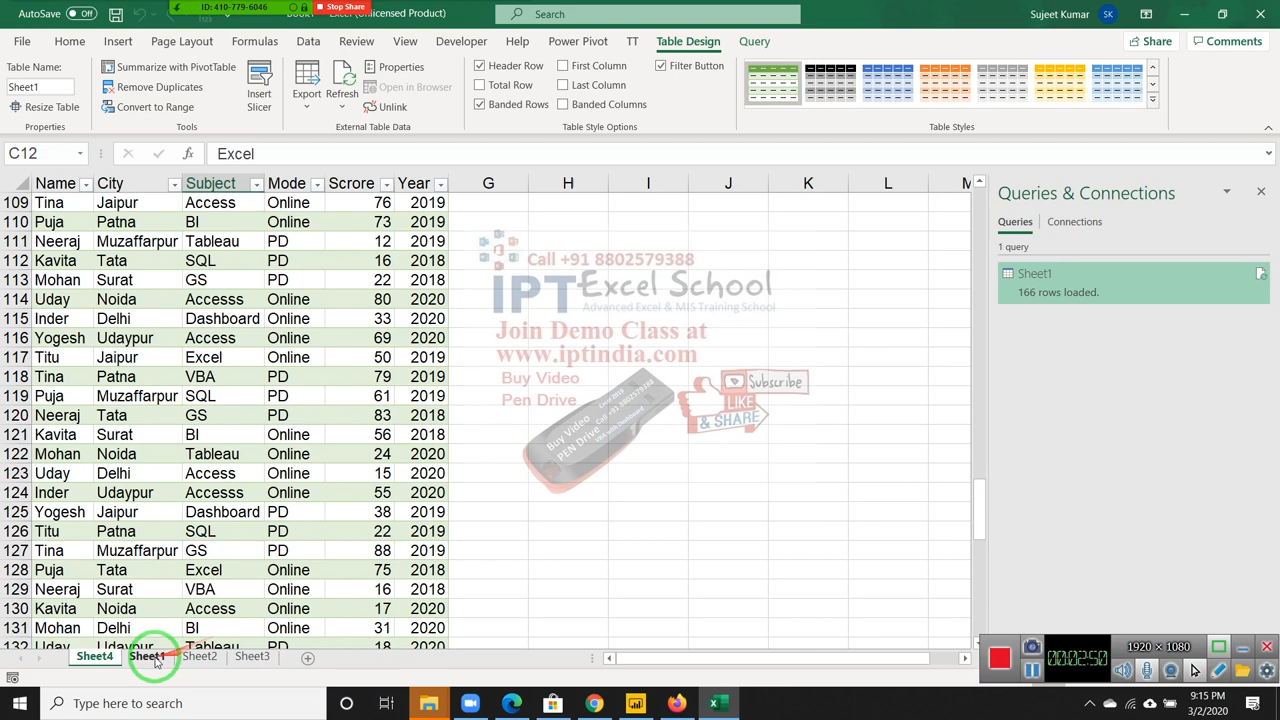 AutoSave Off Book1 - Excel (Unlicensed Product) ID: 410-779-6046 Stop Share Search Sujeet Kumar SK
File Home Insert Page Layout Formulas Data Review View Developer Help Power Pivot TT Table Design Query Share Comments
Table Name: Summarize with PivotTable Properties Header Row First Column Filter Button
Sheet1 Remove Duplicates Open in Browser Total Row Last Column
Resize Table Convert to Range Insert Slicer Export Refresh Unlink Banded Rows Banded Columns
Properties Tools External Table Data Table Style Options Table Styles
C12 fx Excel
Name City Subject Mode Scrore Year G H I J K L M
109 Tina Jaipur Access Online 76 2019
110 Puja Patna BI Online 73 2019
111 Neeraj Muzaffarpur Tableau PD 12 2019
112 Kavita Tata SQL PD 16 2018
113 Mohan Surat GS PD 22 2018
114 Uday Noida Accesss Online 80 2020
115 Inder Delhi Dashboard Online 33 2020
116 Yogesh Udaypur Access Online 69 2020
117 Titu Jaipur Excel Online 50 2019
118 Tina Patna VBA PD 79 2019
119 Puja Muzaffarpur SQL PD 61 2019
120 Neeraj Tata GS PD 83 2018
121 Kavita Surat BI Online 56 2018
122 Mohan Noida Tableau Online 24 2020
123 Uday Delhi Access Online 15 2020
124 Inder Udaypur Accesss Online 55 2020
125 Yogesh Jaipur Dashboard PD 38 2019
126 Titu Patna SQL PD 22 2019
127 Tina Muzaffarpur GS PD 88 2019
128 Puja Tata Excel PD 75 2018
129 Neeraj Surat VBA Online 16 2018
130 Kavita Noida Access Online 17 2020
131 Mohan Delhi BI Online 31 2020
132 Uday Udaypur Tableau PD 18 2020
Call +91 8802579388
IPT Excel School
Advanced Excel & MIS Training School
Join Demo Class at
www.iptindia.com
Buy Video
Pen Drive
Subscribe
LIKE
& SHARE
Buy Video
PEN Drive
Queries & Connections
Queries Connections
1 query
Sheet1
166 rows loaded.
Sheet4 Sheet1 Sheet2 Sheet3
00:02:50 1920 × 1080
Type here to search
9:15 PM
3/2/2020